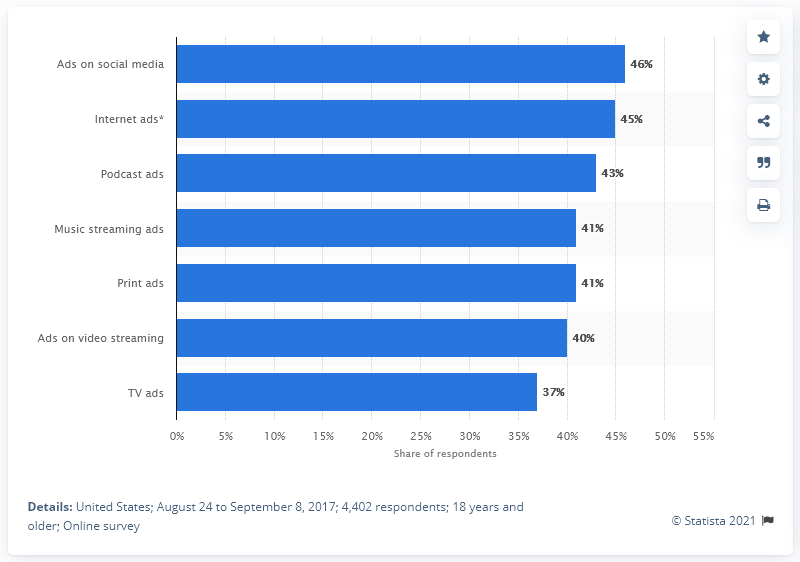 Ads on social media 46%
Internet ads* 45%
Podcast ads 43%
Music streaming ads 41%
Print ads 41%
Ads on video streaming 40%
TV ads 37%
0% 5% 10% 15% 20% 25% 30% 35% 40% 45% 50% 55%
Share of respondents
Details: United States; August 24 to September 8, 2017; 4,402 respondents; 18 years and
older; Online survey
© Statista 2021